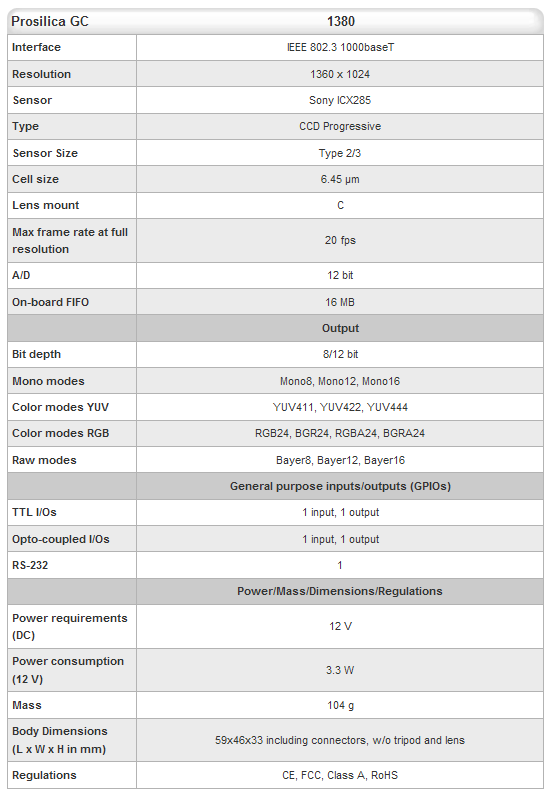 Prosilica GC 1380
Interface IEEE 802.3 1000baseT
Resolution 1360 x 1024
Sensor Sony ICX285
Type CCD Progressive
Sensor Size Type 2/3
Cell size 6.45 µm
Lens mount C
Max frame rate at full
resolution 20 fps
A/D 12 bit
On-board FIFO 16 MB
Output
Bit depth 8/12 bit
Mono modes Mono8, Mono12, Mono16
Color modes YUV YUV411, YUV422, YUV444
Color modes RGB RGB24, BGR24, RGBA24, BGRA24
Raw modes Bayer8, Bayer12, Bayer16
General purpose inputs/outputs (GPIOs)
TTL I/Os 1 input, 1 output
Opto-coupled I/Os 1 input, 1 output
RS-232 1
Power/Mass/Dimensions/Regulations
Power requirements
(DC) 12 V
Power consumption
(12 V) 3.3 W
Mass 104 g
Body Dimensions
(L x W x H in mm) 59x46x33 including connectors, w/o tripod and lens
Regulations CE, FCC, Class A, RoHS